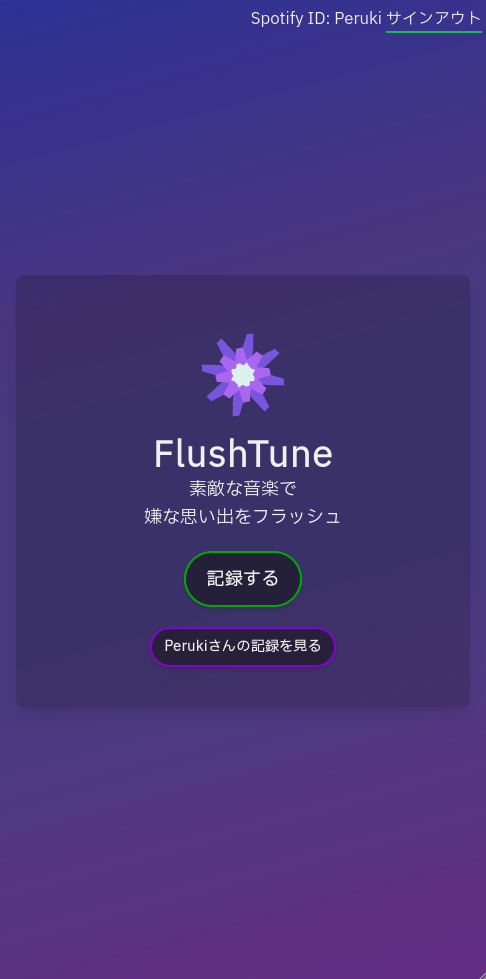 Spotify ID: Peruki サインアウト
FlushTune
素敵な音楽で
嫌な思い出をフラッシュ
記録する
Perukiさんの記録を見る